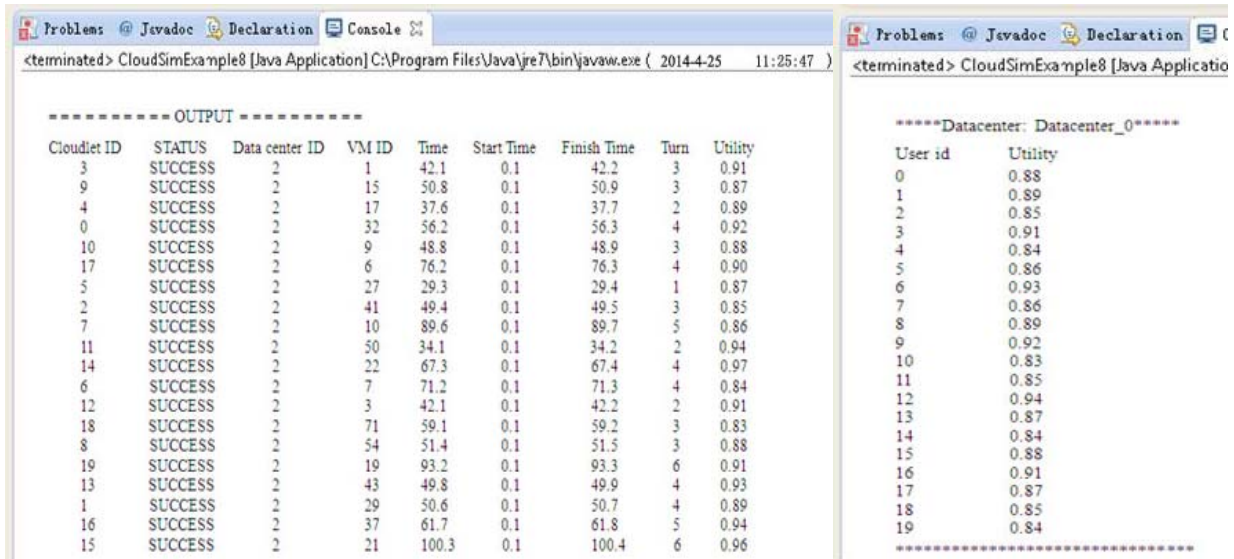 Problems @ Javadoc Declaration Console
<terminated> CloudSimExample8 [Java Application] C:\Program Files\Java\jre7\bin\javaw.exe ( 2014-4-25 11:25:47 )
========== OUTPUT ==========
Cloudlet ID STATUS Data center ID VM ID Time Start Time Finish Time Turn Utility
3 SUCCESS 2 1 42.1 0.1 42.2 3 0.91
9 SUCCESS 2 15 50.8 0.1 50.9 3 0.87
4 SUCCESS 2 17 37.6 0.1 37.7 2 0.89
0 SUCCESS 2 32 56.2 0.1 56.3 4 0.92
10 SUCCESS 2 9 48.8 0.1 48.9 3 0.88
17 SUCCESS 2 6 76.2 0.1 76.3 4 0.90
5 SUCCESS 2 27 29.3 0.1 29.4 1 0.87
2 SUCCESS 2 41 49.4 0.1 49.5 3 0.85
7 SUCCESS 2 10 89.6 0.1 89.7 5 0.86
11 SUCCESS 2 50 34.1 0.1 34.2 2 0.94
14 SUCCESS 2 22 67.3 0.1 67.4 4 0.97
6 SUCCESS 2 7 71.2 0.1 71.3 4 0.84
12 SUCCESS 2 3 42.1 0.1 42.2 2 0.91
18 SUCCESS 2 71 59.1 0.1 59.2 3 0.83
8 SUCCESS 2 54 51.4 0.1 51.5 3 0.88
19 SUCCESS 2 19 93.2 0.1 93.3 6 0.91
13 SUCCESS 2 43 49.8 0.1 49.9 4 0.93
1 SUCCESS 2 29 50.6 0.1 50.7 4 0.89
16 SUCCESS 2 37 61.7 0.1 61.8 5 0.94
15 SUCCESS 2 21 100.3 0.1 100.4 6 0.96
Problems @ Javadoc Declaration
<terminated> CloudSimExample8 [Java Applicatio
*****Datacenter: Datacenter_0*****
User id Utility
0 0.88
1 0.89
2 0.85
3 0.91
4 0.84
5 0.86
6 0.93
7 0.86
8 0.89
9 0.92
10 0.83
11 0.85
12 0.94
13 0.87
14 0.84
15 0.88
16 0.91
17 0.87
18 0.85
19 0.84
********************************